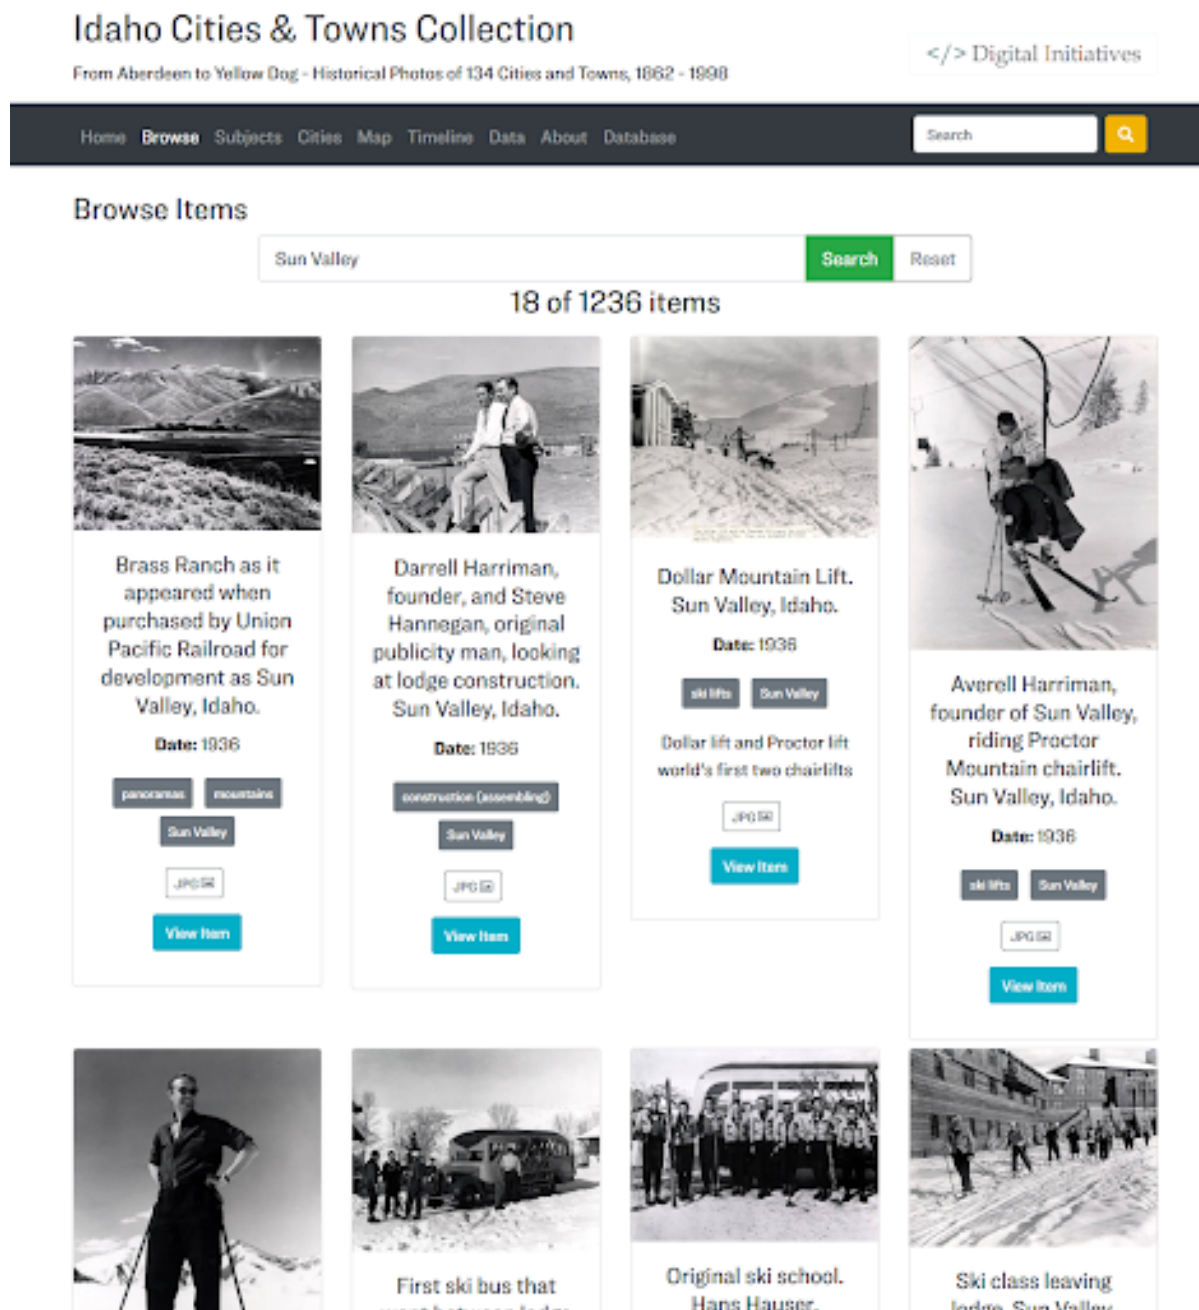 Idaho Cities & Towns Collection
</> Digital Initiatives
From Aberdeen to Yellow Dog - Historical Photos of 134 Cities and Towns, 1862 - 1998
Home Browse Subjects Cities Map Timeline Data About Database
Search
Browse Items
Sun Valley
Search
Reset
18 of 1236 items
Brass Ranch as it
appeared when
purchased by Union
Pacific Railroad for
development as Sun
Valley, Idaho.
Date: 1936
panoramas
mountains
Sun Valley
JPG
View Item
Darrell Harriman,
founder, and Steve
Hannegan, original
publicity man, looking
at lodge construction.
Sun Valley, Idaho.
Date: 1936
construction (assembling)
Sun Valley
JPG
View Item
Dollar Mountain Lift.
Sun Valley, Idaho.
Date: 1936
ski lifts
Sun Valley
Dollar lift and Proctor lift
world's first two chairlifts
JPG
View Item
Averell Harriman,
founder of Sun Valley,
riding Proctor
Mountain chairlift.
Sun Valley, Idaho.
Date: 1936
ski lifts
Sun Valley
JPG
View Item
First ski bus that
went between lodge
Original ski school.
Hans Hauser,
Ski class leaving
lodge, Sun Valley